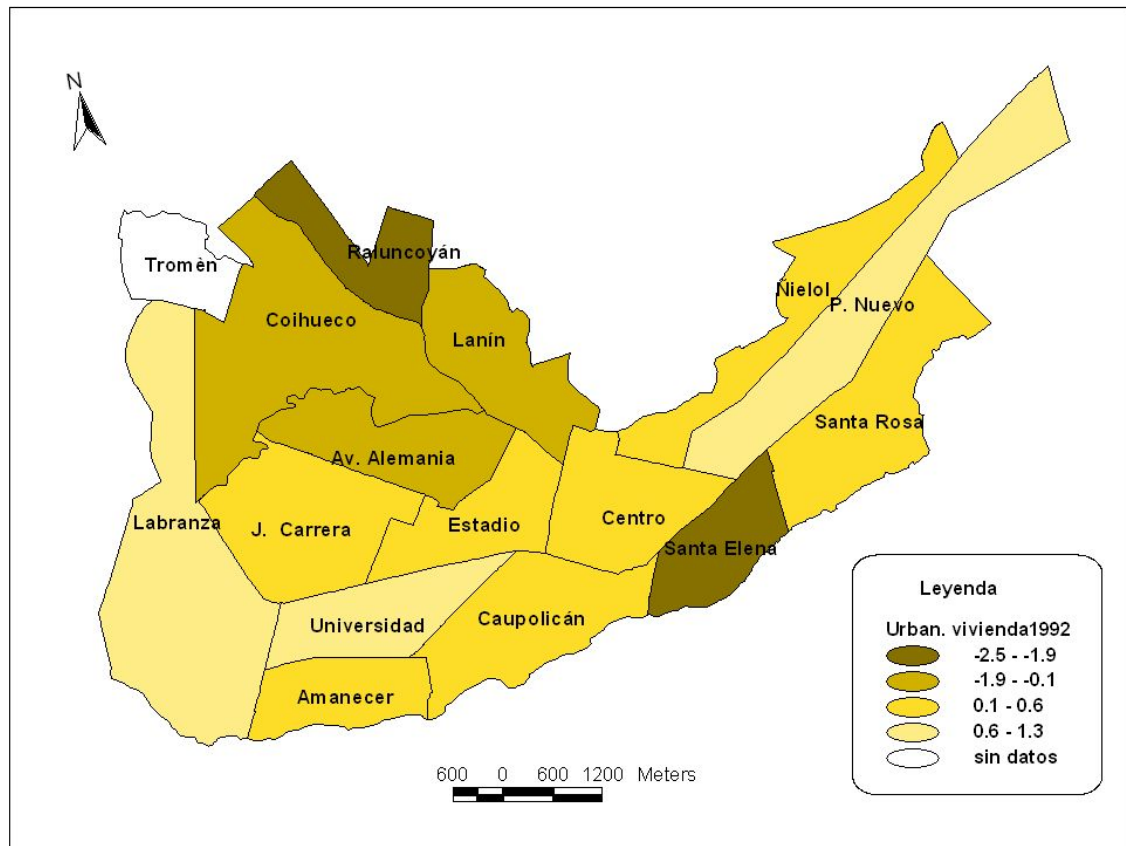 N
Raluncoyán
Tromèn
Ñielol
P. Nuevo
Coihueco
Lanín
Santa Rosa
Av. Alemania
Labranza
J. Carrera
Estadio
Centro
Santa Elena
Universidad
Caupolicán
Amanecer
Leyenda
Urban. vivienda1992
-2.5 - -1.9
-1.9 - -0.1
0.1 - 0.6
0.6 - 1.3
sin datos
600 0 600 1200 Meters